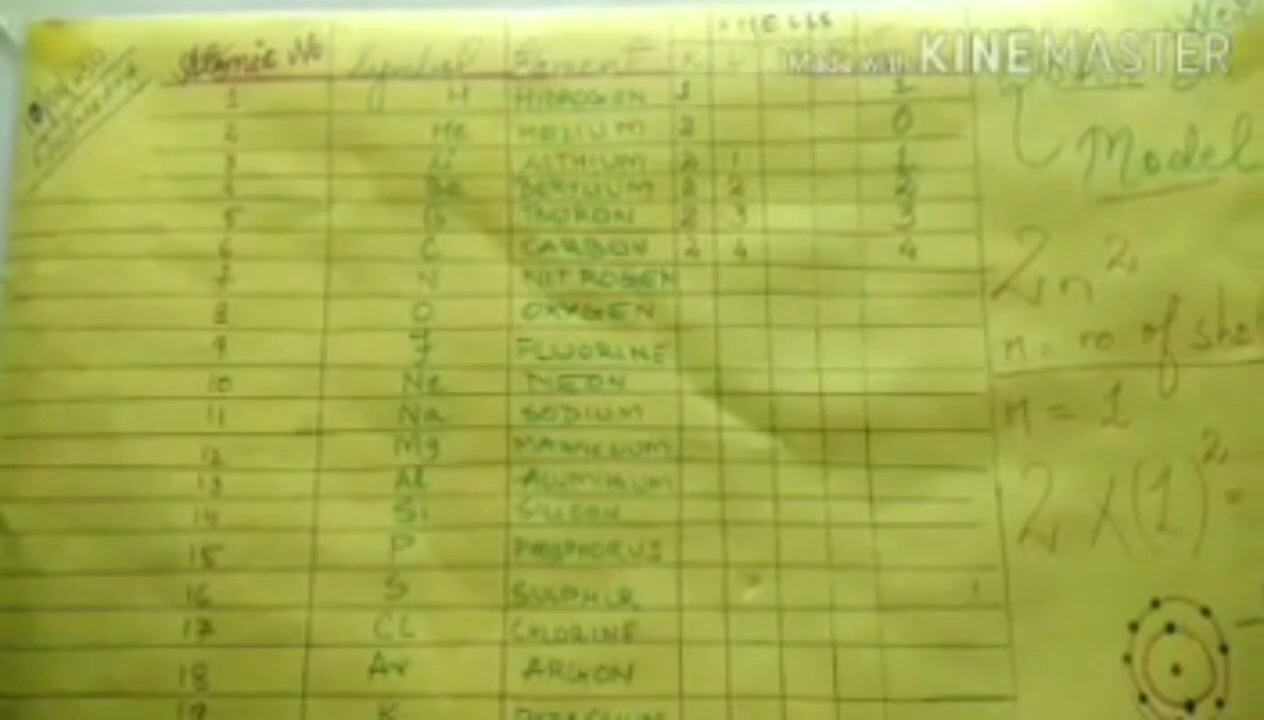 SHELLS
Made with KINEMASTER
Atomic No Symbol Element K L
1 H HIDROGEN 1 1
2 He HELIUM 2 0
3 Li LITHIUM 2 1 1
4 Be BERYLIUM 2 2 2
5 B BORON 2 3 3
6 C CARBON 2 4 4
7 N NITROGEN
8 O OXYGEN
9 F FLUORINE
10 Ne NEON
11 Na SODIUM
12 Mg MAGNESIUM
13 Al ALUMINIUM
14 Si SILICON
15 P PHOSPHORUS
16 S SULPHUR
17 CL CHLORINE
18 Ar ARGON
19 K POTASSIUM
Model
2n²
n = no of shel
n = 1
2 × (1)² =